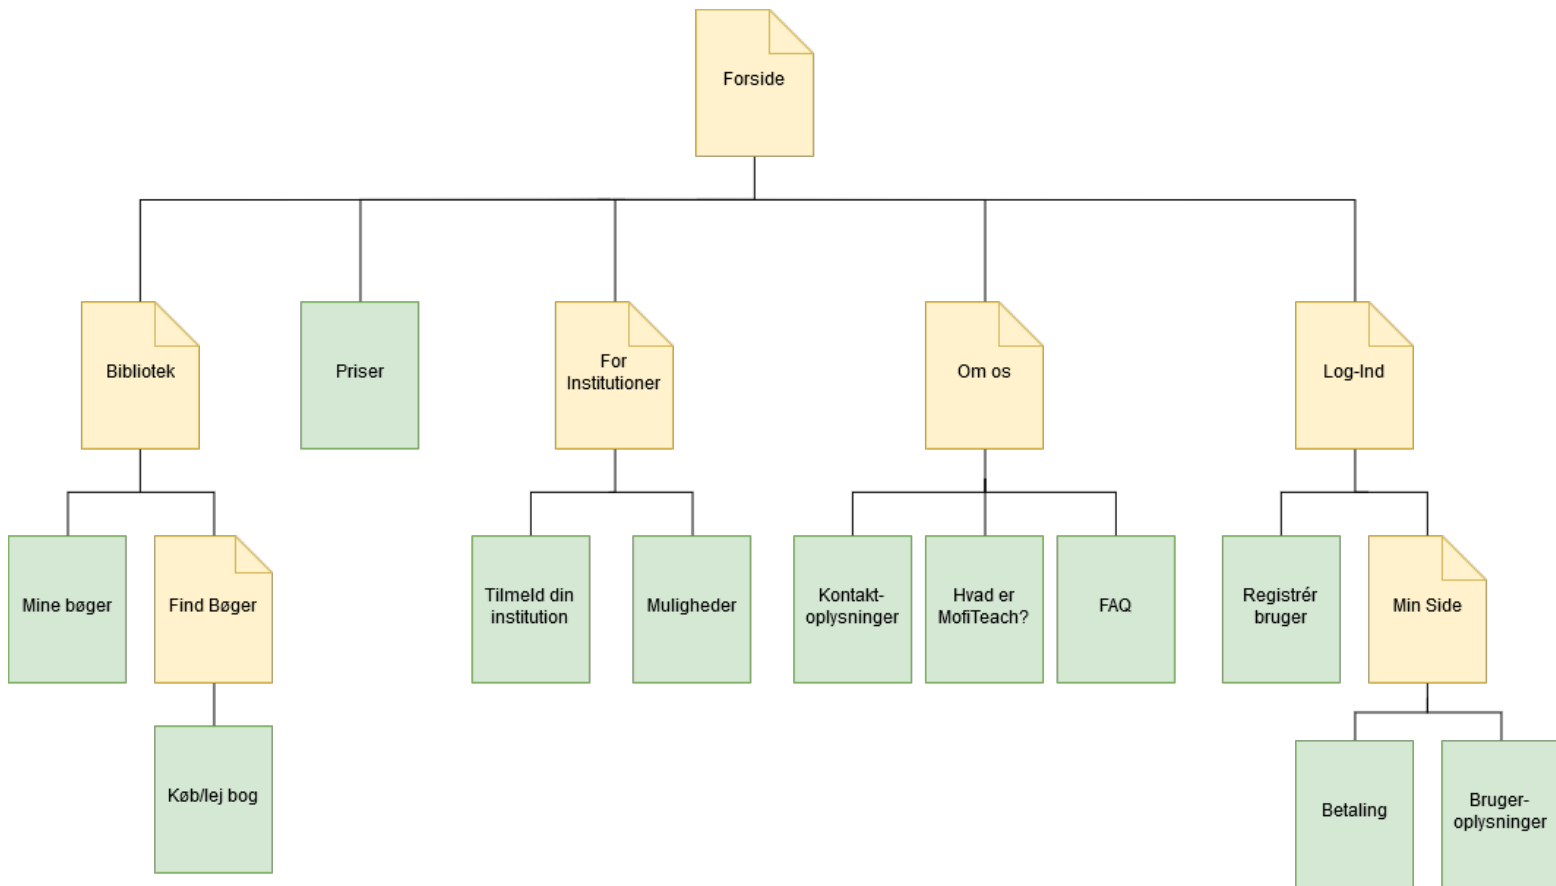 Forside
Bibliotek
Priser
For
Institutioner
Om os
Log-Ind
Mine bøger
Find Bøger
Tilmeld din
institution
Muligheder
Kontakt-
oplysninger
Hvad er
MofiTeach?
FAQ
Registrér
bruger
Min Side
Køb/lej bog
Betaling
Bruger-
oplysninger